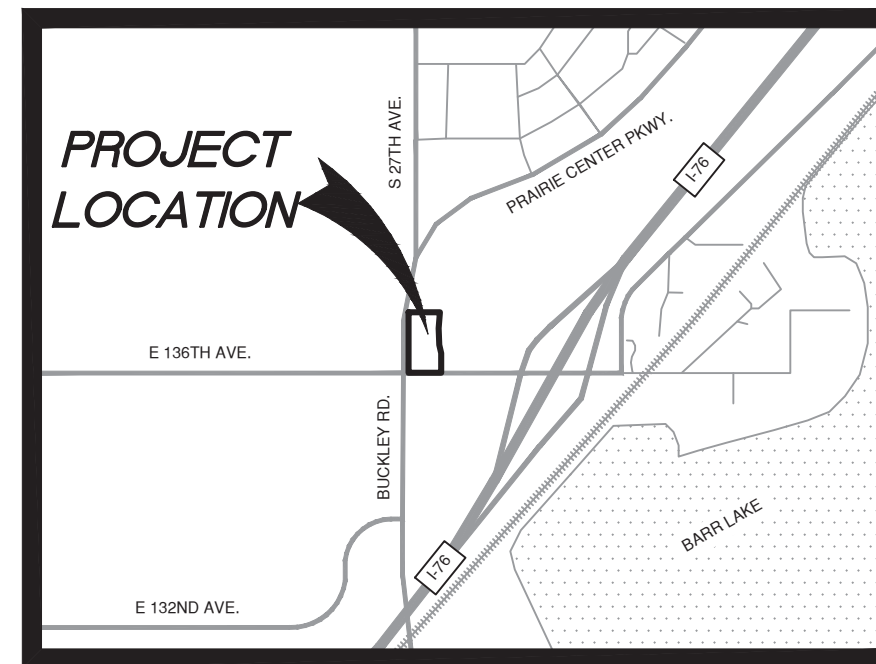 PROJECT
LOCATION
S 27TH AVE.
PRAIRIE CENTER PKWY.
I-76
E 136TH AVE.
BUCKLEY RD.
BARR LAKE
I-76
E 132ND AVE.